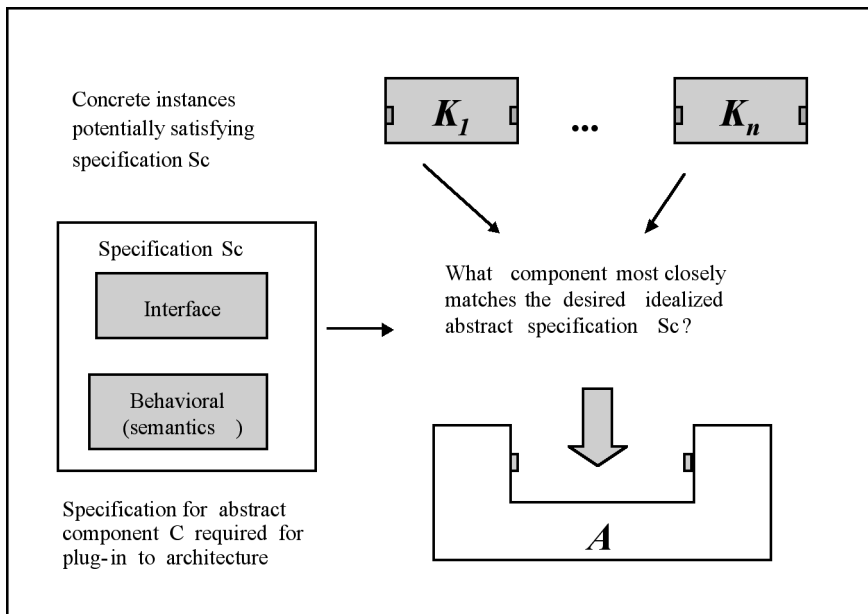 Concrete instances
potentially satisfying
specification Sc
K1
...
Kn
Specification Sc
Interface
Behavioral
(semantics )
What component most closely
matches the desired idealized
abstract specification Sc?
Specification for abstract
component C required for
plug-in to architecture
A